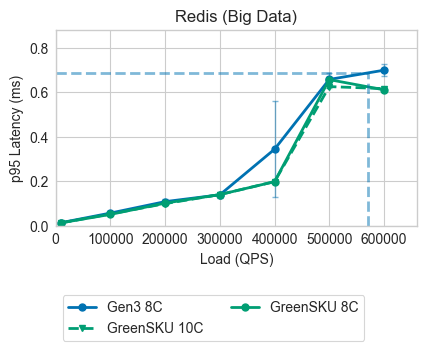 Redis (Big Data)
0.8
0.6
0.4
0.2
0.0
p95 Latency (ms)
0 100000 200000 300000 400000 500000 600000
Load (QPS)
Gen3 8C
GreenSKU 10C
GreenSKU 8C